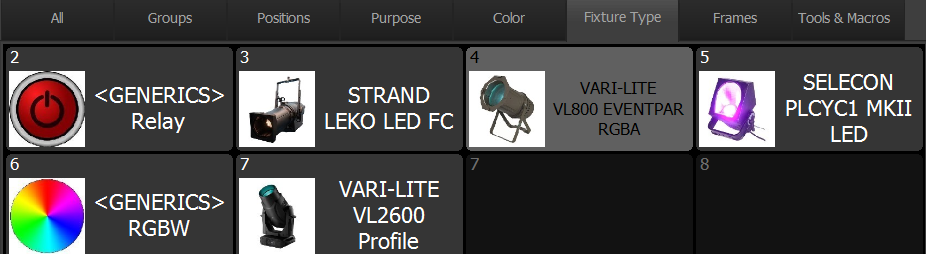 All Groups Positions Purpose Color Fixture Type Frames Tools & Macros
2
<GENERICS>
Relay
3
STRAND
LEKO LED FC
4
VARI-LITE
VL800 EVENTPAR
RGBA
5
SELECON
PLCYC1 MKII
LED
6
<GENERICS>
RGBW
7
VARI-LITE
VL2600
Profile
7
8